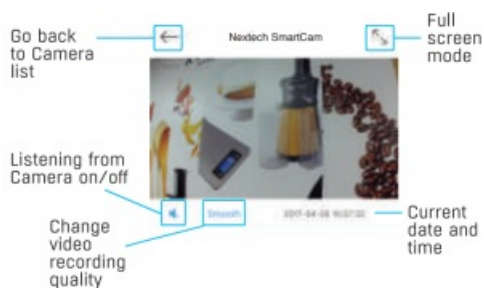 Go back
to Camera
list
Nextech SmartCam
Full
screen
mode
Listening from
Camera on/off
Smooth
Current
date and
time
Change
video
recording
quality